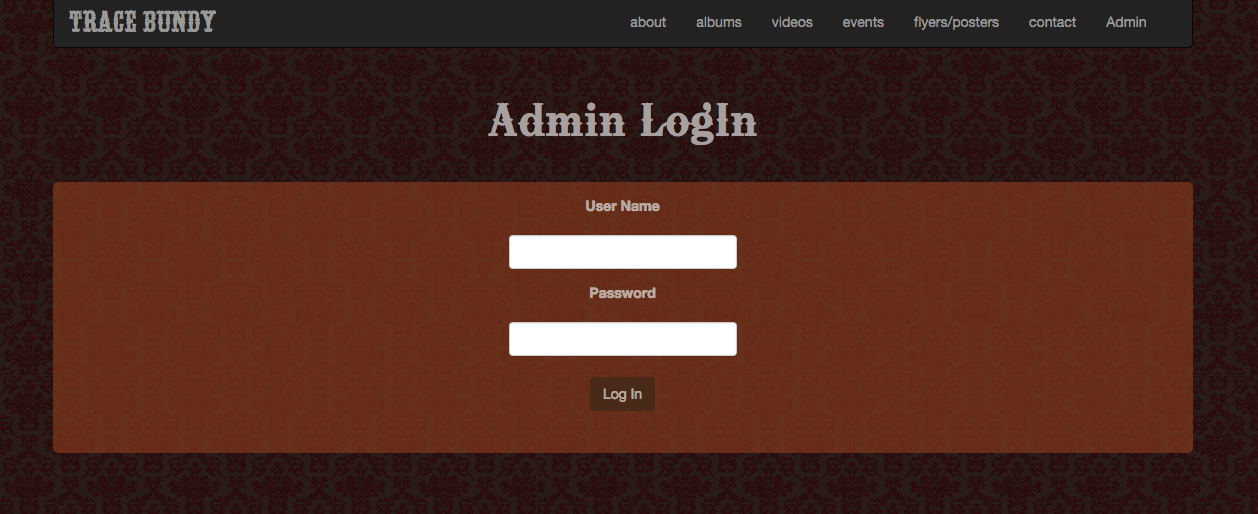 TRACE BUNDY about albums videos events flyers/posters contact Admin
Admin LogIn
User Name
Password
Log In